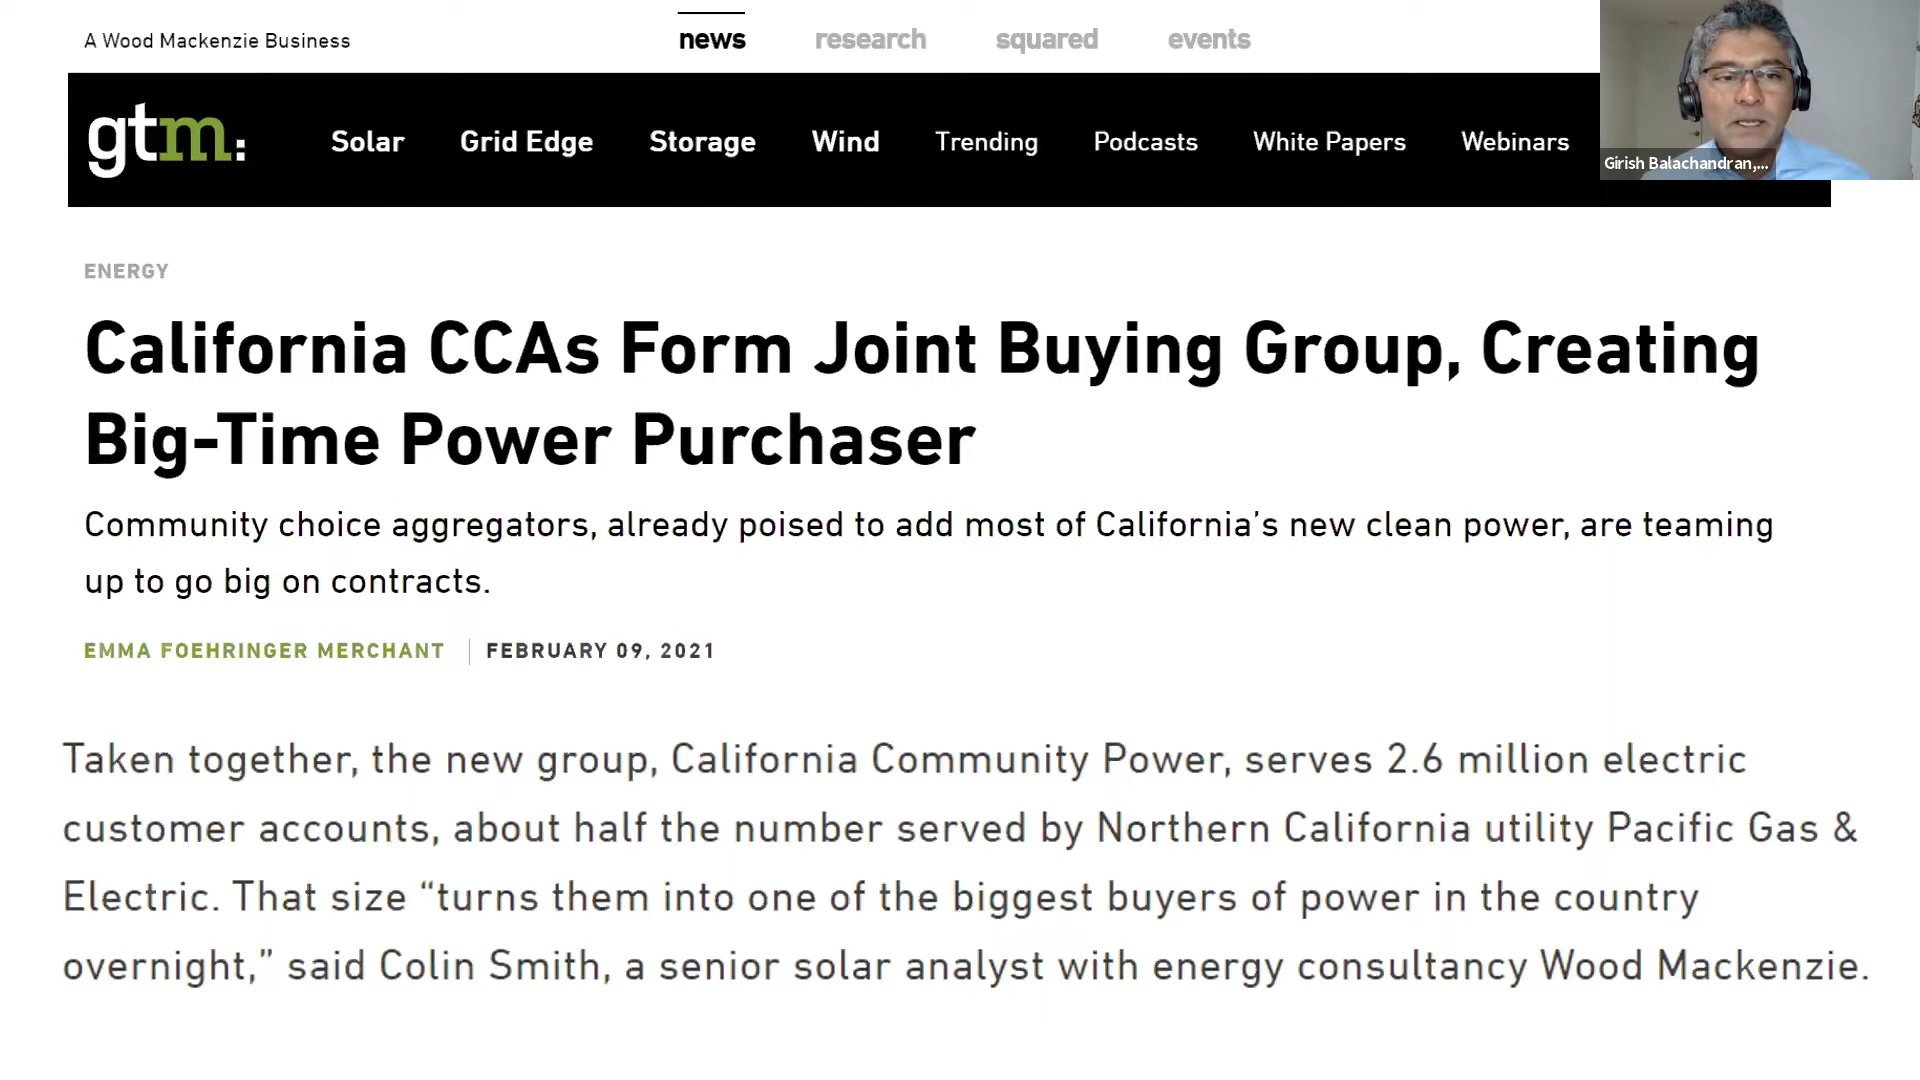 A Wood Mackenzie Business
news research squared events
gtm: Solar Grid Edge Storage Wind Trending Podcasts White Papers Webinars
Girish Balachandran,...
ENERGY
California CCAs Form Joint Buying Group, Creating
Big-Time Power Purchaser
Community choice aggregators, already poised to add most of California’s new clean power, are teaming
up to go big on contracts.
EMMA FOEHRINGER MERCHANT | FEBRUARY 09, 2021
Taken together, the new group, California Community Power, serves 2.6 million electric
customer accounts, about half the number served by Northern California utility Pacific Gas &
Electric. That size “turns them into one of the biggest buyers of power in the country
overnight,” said Colin Smith, a senior solar analyst with energy consultancy Wood Mackenzie.